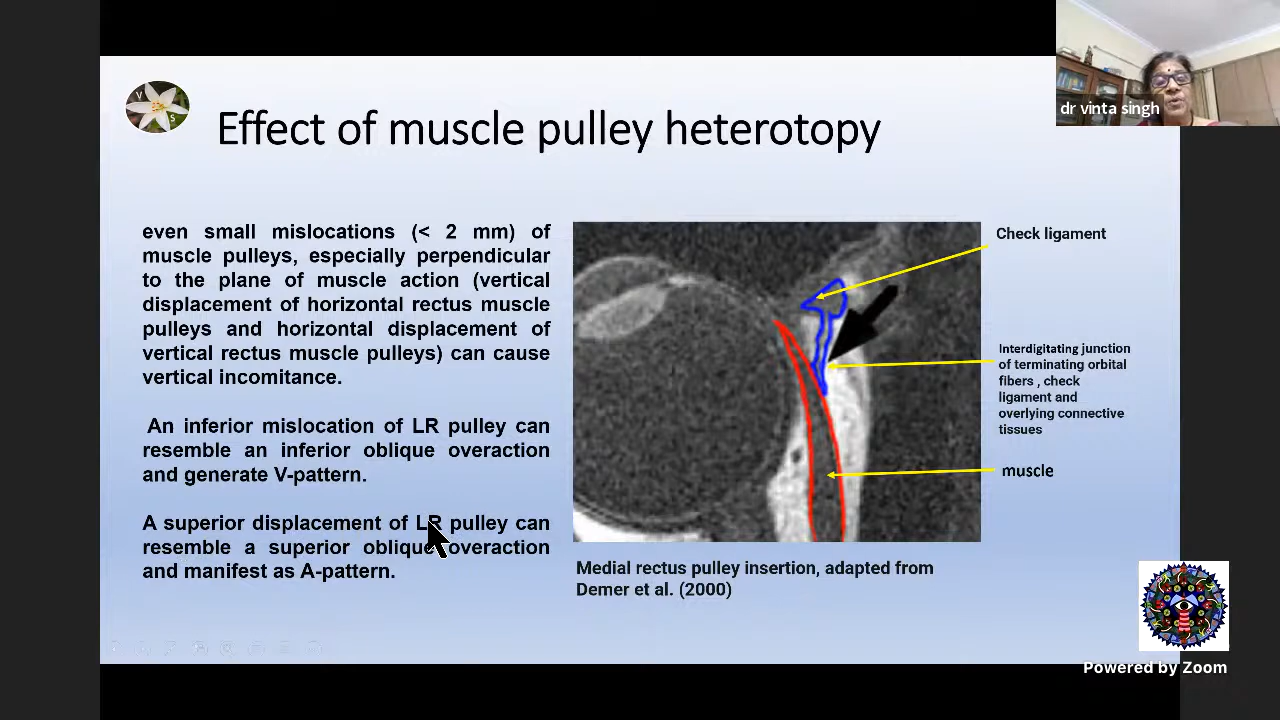 V
S
Effect of muscle pulley heterotopy
dr vinta singh
even small mislocations (< 2 mm) of
muscle pulleys, especially perpendicular
to the plane of muscle action (vertical
displacement of horizontal rectus muscle
pulleys and horizontal displacement of
vertical rectus muscle pulleys) can cause
vertical incomitance.
An inferior mislocation of LR pulley can
resemble an inferior oblique overaction
and generate V-pattern.
A superior displacement of LR pulley can
resemble a superior oblique overaction
and manifest as A-pattern.
Check ligament
Interdigitating junction
of terminating orbital
fibers , check
ligament and
overlying connective
tissues
muscle
Medial rectus pulley insertion, adapted from
Demer et al. (2000)
Powered by Zoom